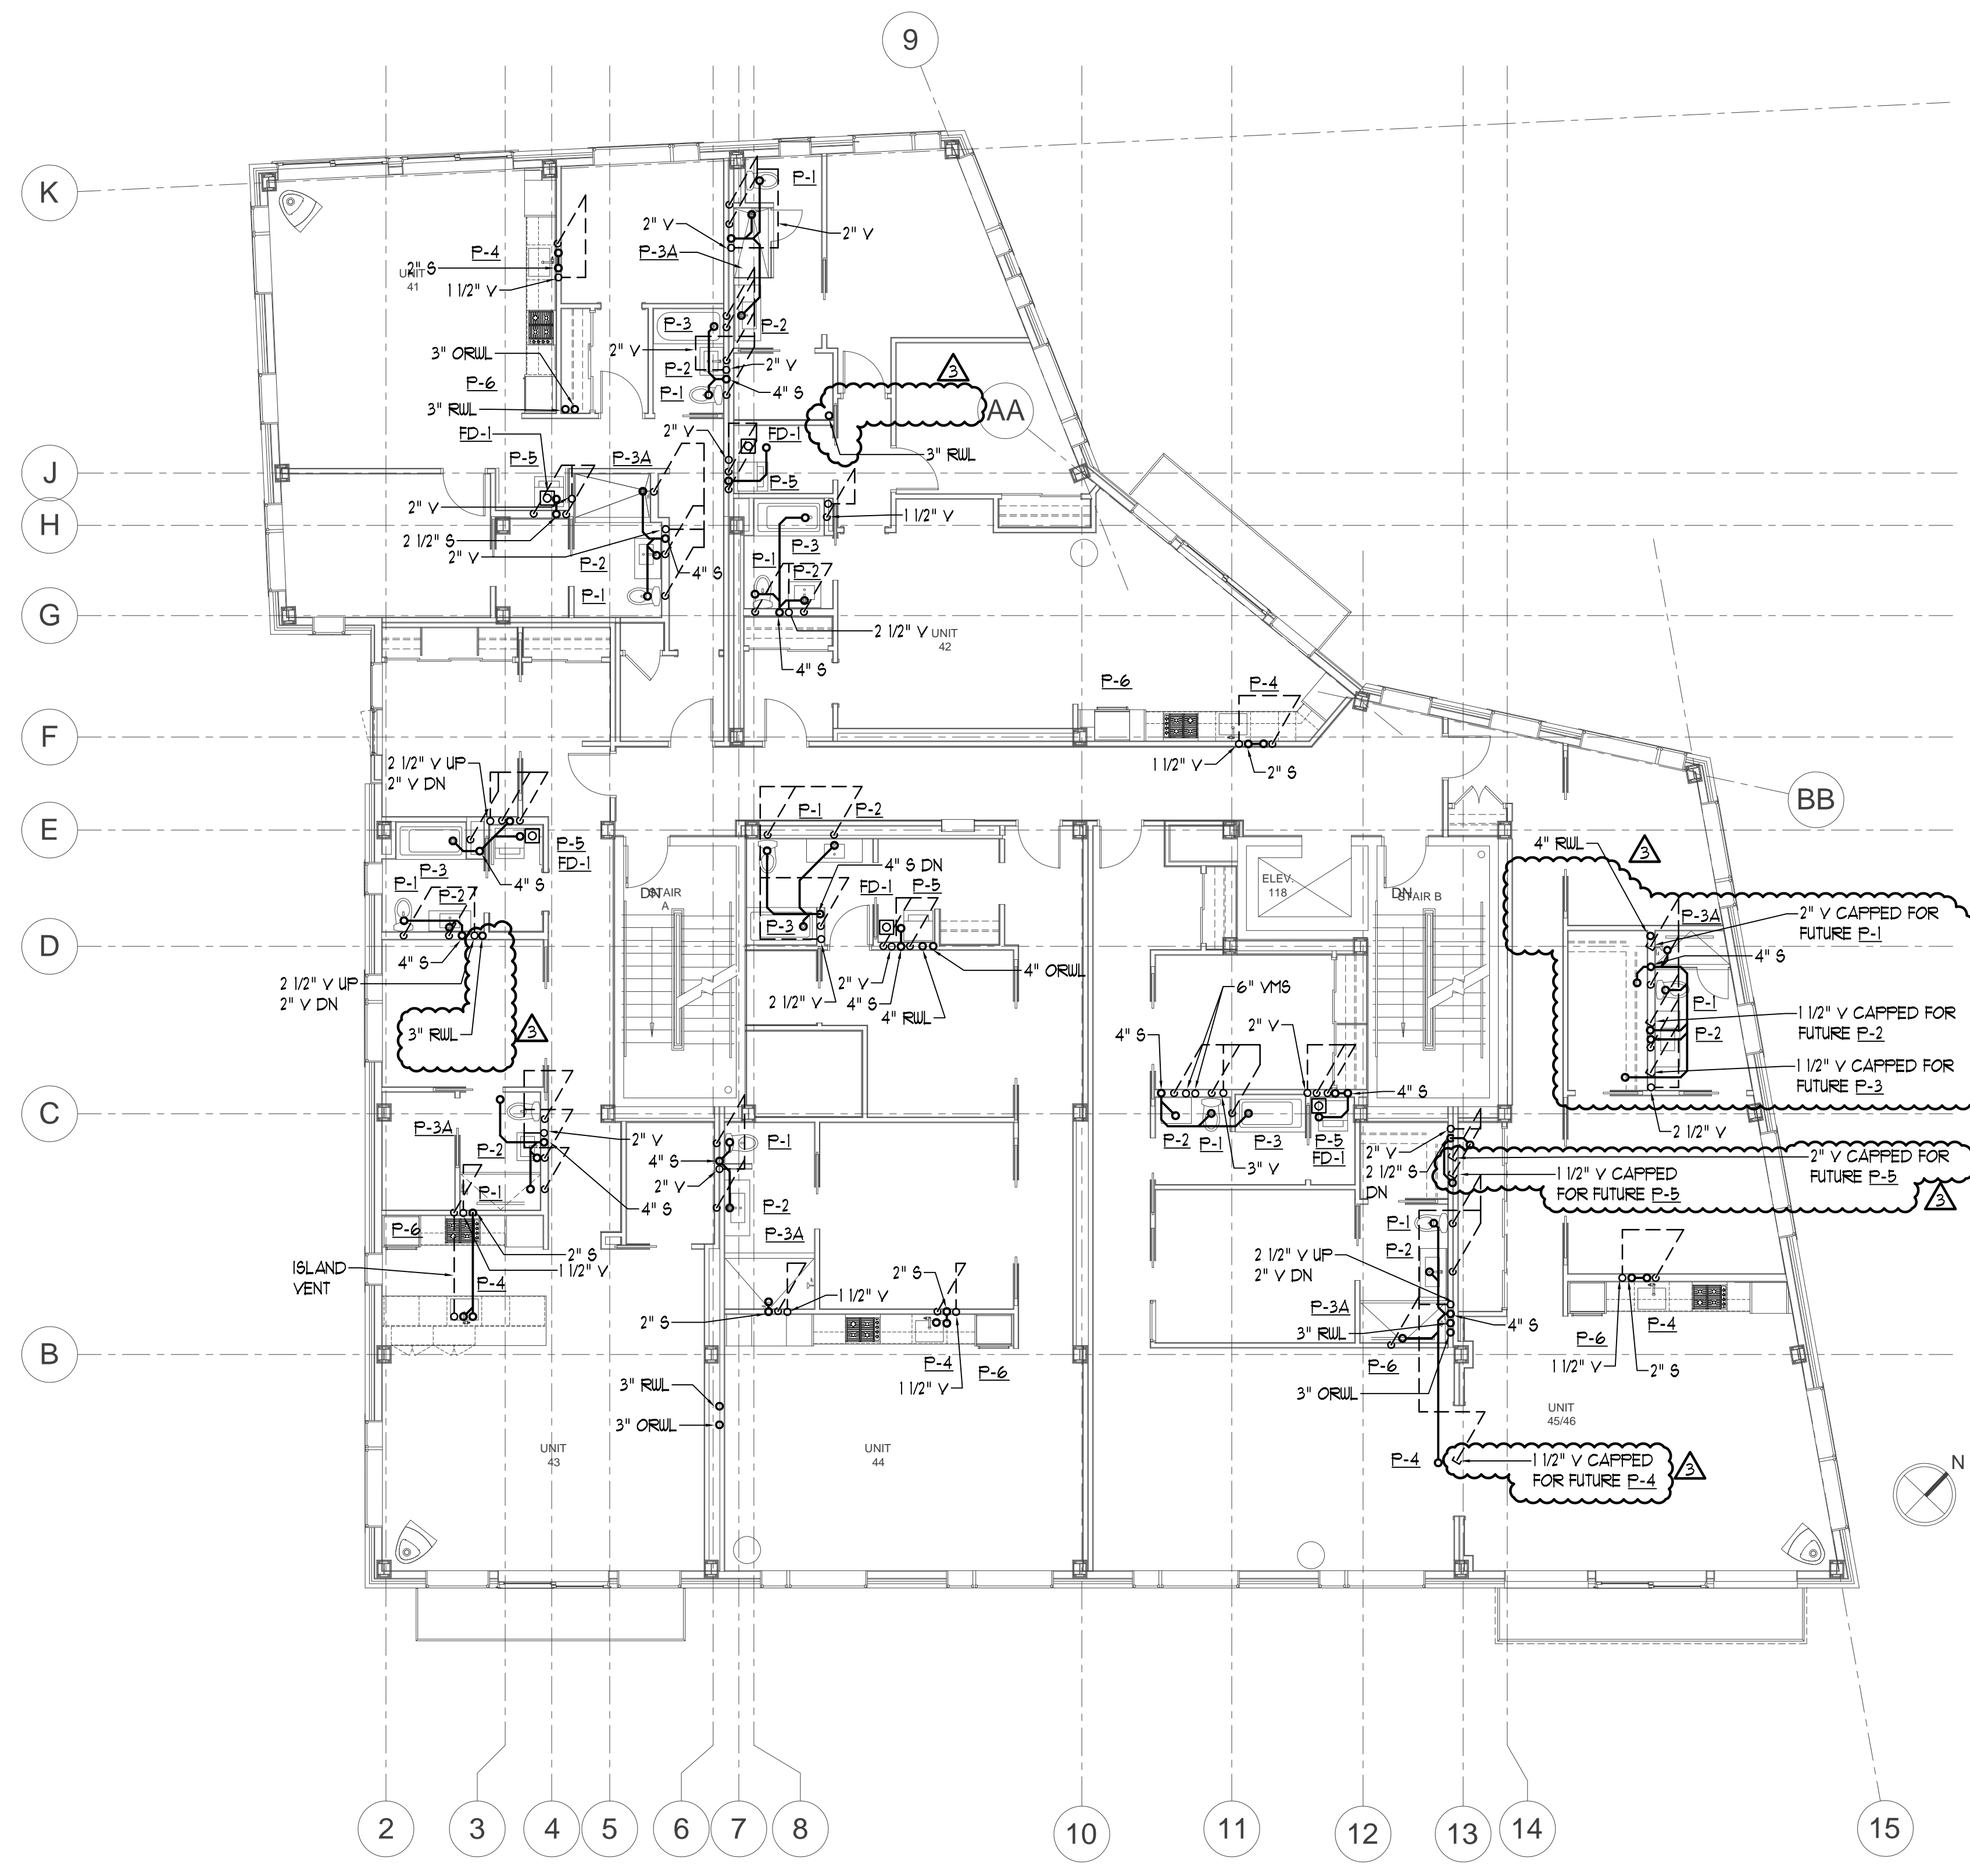 9
K
P-1
2" V
2" V
P-4
P-3A
2" S
UNIT
41
1 1/2" V
P-3
P-2
3" ORWL
2" V
2" V
P-2
P-6
P-1
4" S
3
AA
3" RWL
FD-1
2" V
FD-1
3" RWL
P-5
P-3A
J
P-5
2" V
1 1/2" V
H
2 1/2" S
2" V
P-3
P-1
P-2
4" S
P-2
P-1
G
2 1/2" V
UNIT
42
4" S
P-6
P-4
F
2 1/2" V UP
2" V DN
1 1/2" V
2" S
BB
P-1
P-2
E
P-5
FD-1
4" RWL
3
P-3
4" S
4" S DN
FD-1
P-5
ELEV.
118
P-1
P-2
DN
STAIR
A
DN
STAIR B
P-3A
2" V CAPPED FOR
FUTURE P-1
P-3
D
4" S
4" S
4" ORWL
2 1/2" V UP
2" V DN
2" V
2 1/2" V
4" S
4" RWL
6" VMS
P-1
1 1/2" V CAPPED FOR
FUTURE P-2
P-2
3" RWL
3
4" S
2" V
1 1/2" V CAPPED FOR
FUTURE P-3
C
P-3A
2" V
P-2
P-1
4" S
2" V
P-2
P-1
P-3
P-5
FD-1
3" V
2 1/2" V
2" V
2 1/2" S
DN
1 1/2" V CAPPED
FOR FUTURE P-5
2" V CAPPED FOR
FUTURE P-5
3
P-1
4" S
P-2
P-6
P-3A
P-1
P-2
2" S
1 1/2" V
ISLAND
VENT
P-4
2 1/2" V UP
2" V DN
2" S
1 1/2" V
2" S
P-3A
3" RWL
4" S
P-6
P-4
B
P-4
P-6
1 1/2" V
P-6
1 1/2" V
2" S
3" RWL
3" ORWL
3" ORWL
UNIT
45/46
UNIT
43
UNIT
44
P-4
1 1/2" V CAPPED
FOR FUTURE P-4
3
N
2
3
4
5
6
7
8
10
11
12
13
14
15